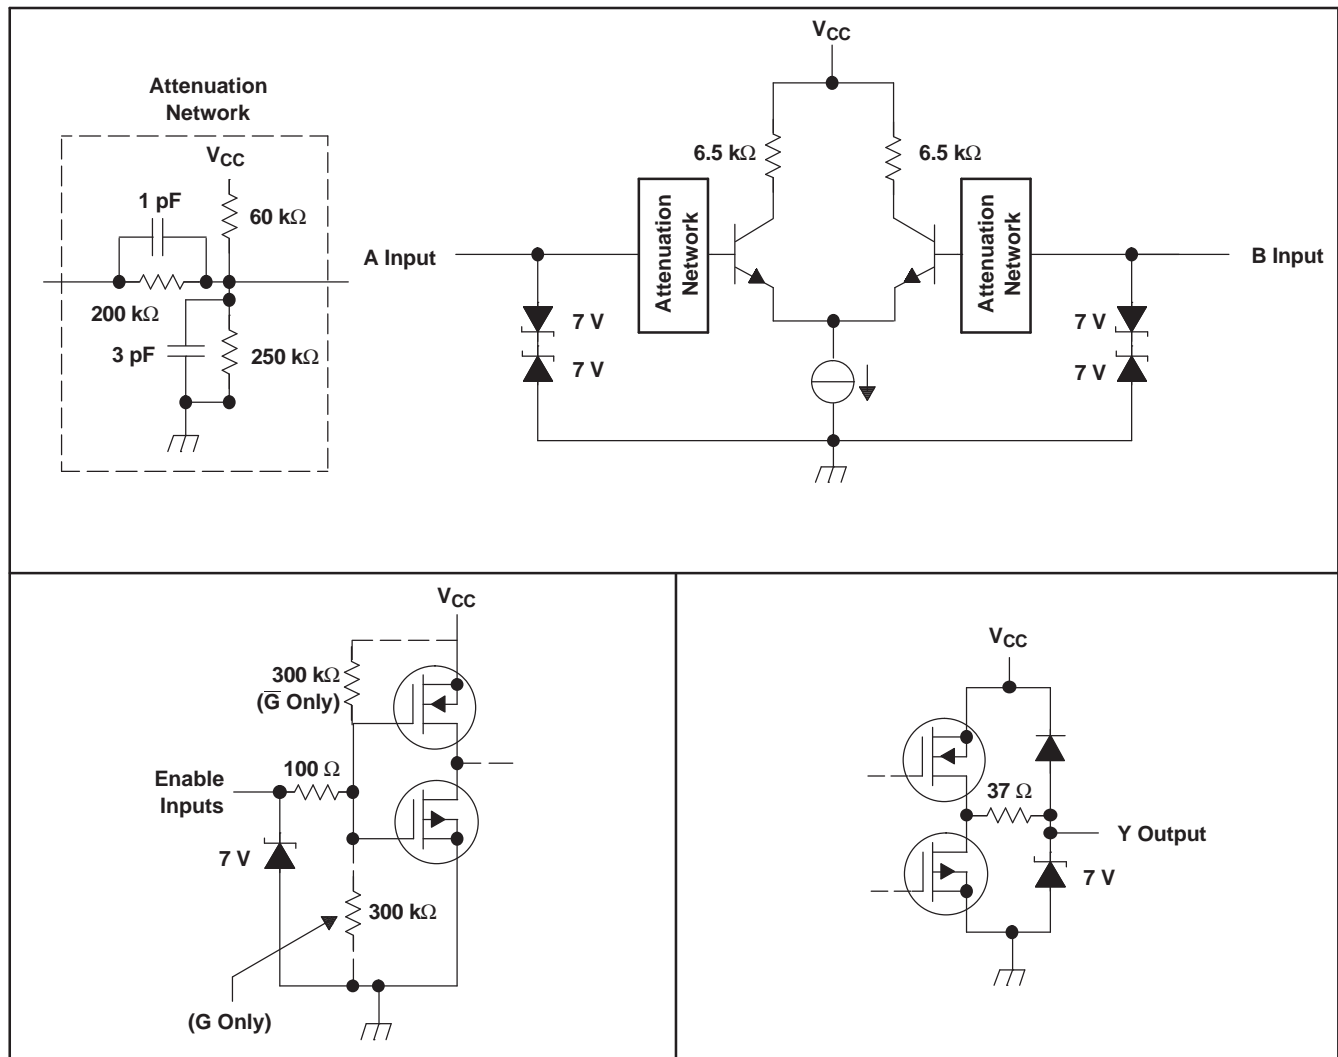 Attenuation
Network
VCC
1 pF
60 kΩ
200 kΩ
3 pF
250 kΩ
VCC
6.5 kΩ
6.5 kΩ
A Input
Attenuation
Network
Attenuation
Network
B Input
7 V
7 V
7 V
7 V
VCC
300 kΩ
(G̅ Only)
100 Ω
Enable
Inputs
7 V
300 kΩ
(G Only)
VCC
37 Ω
Y Output
7 V